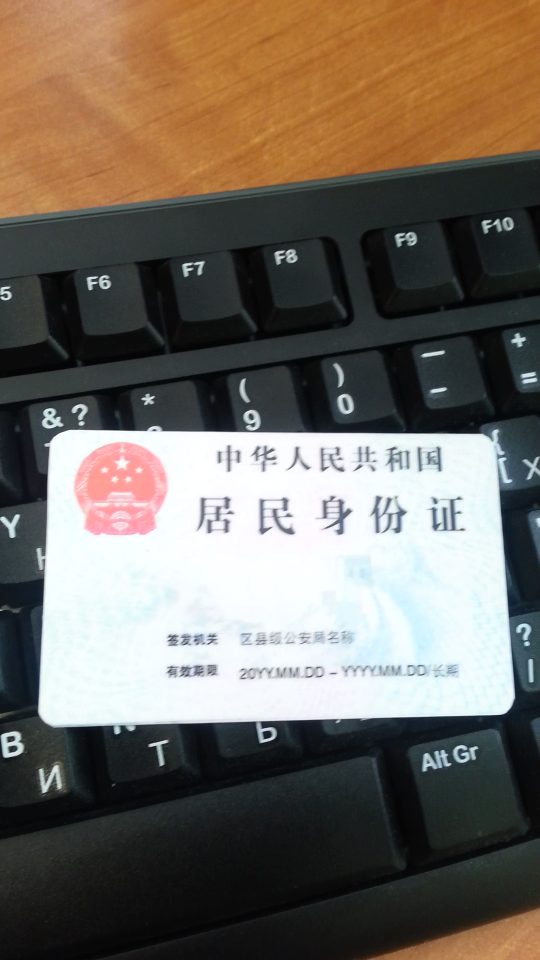 5 F6 F7 F8 F9 F10
& ? * ( ) — +
9 0 - =
{
[ X
中华人民共和国
居民身份证
Y
签发机关 区县级公安局名称
有效期限 20YY.MM.DD – YYYY.MM.DD/长期
?
B
И Т Ь
Alt Gr